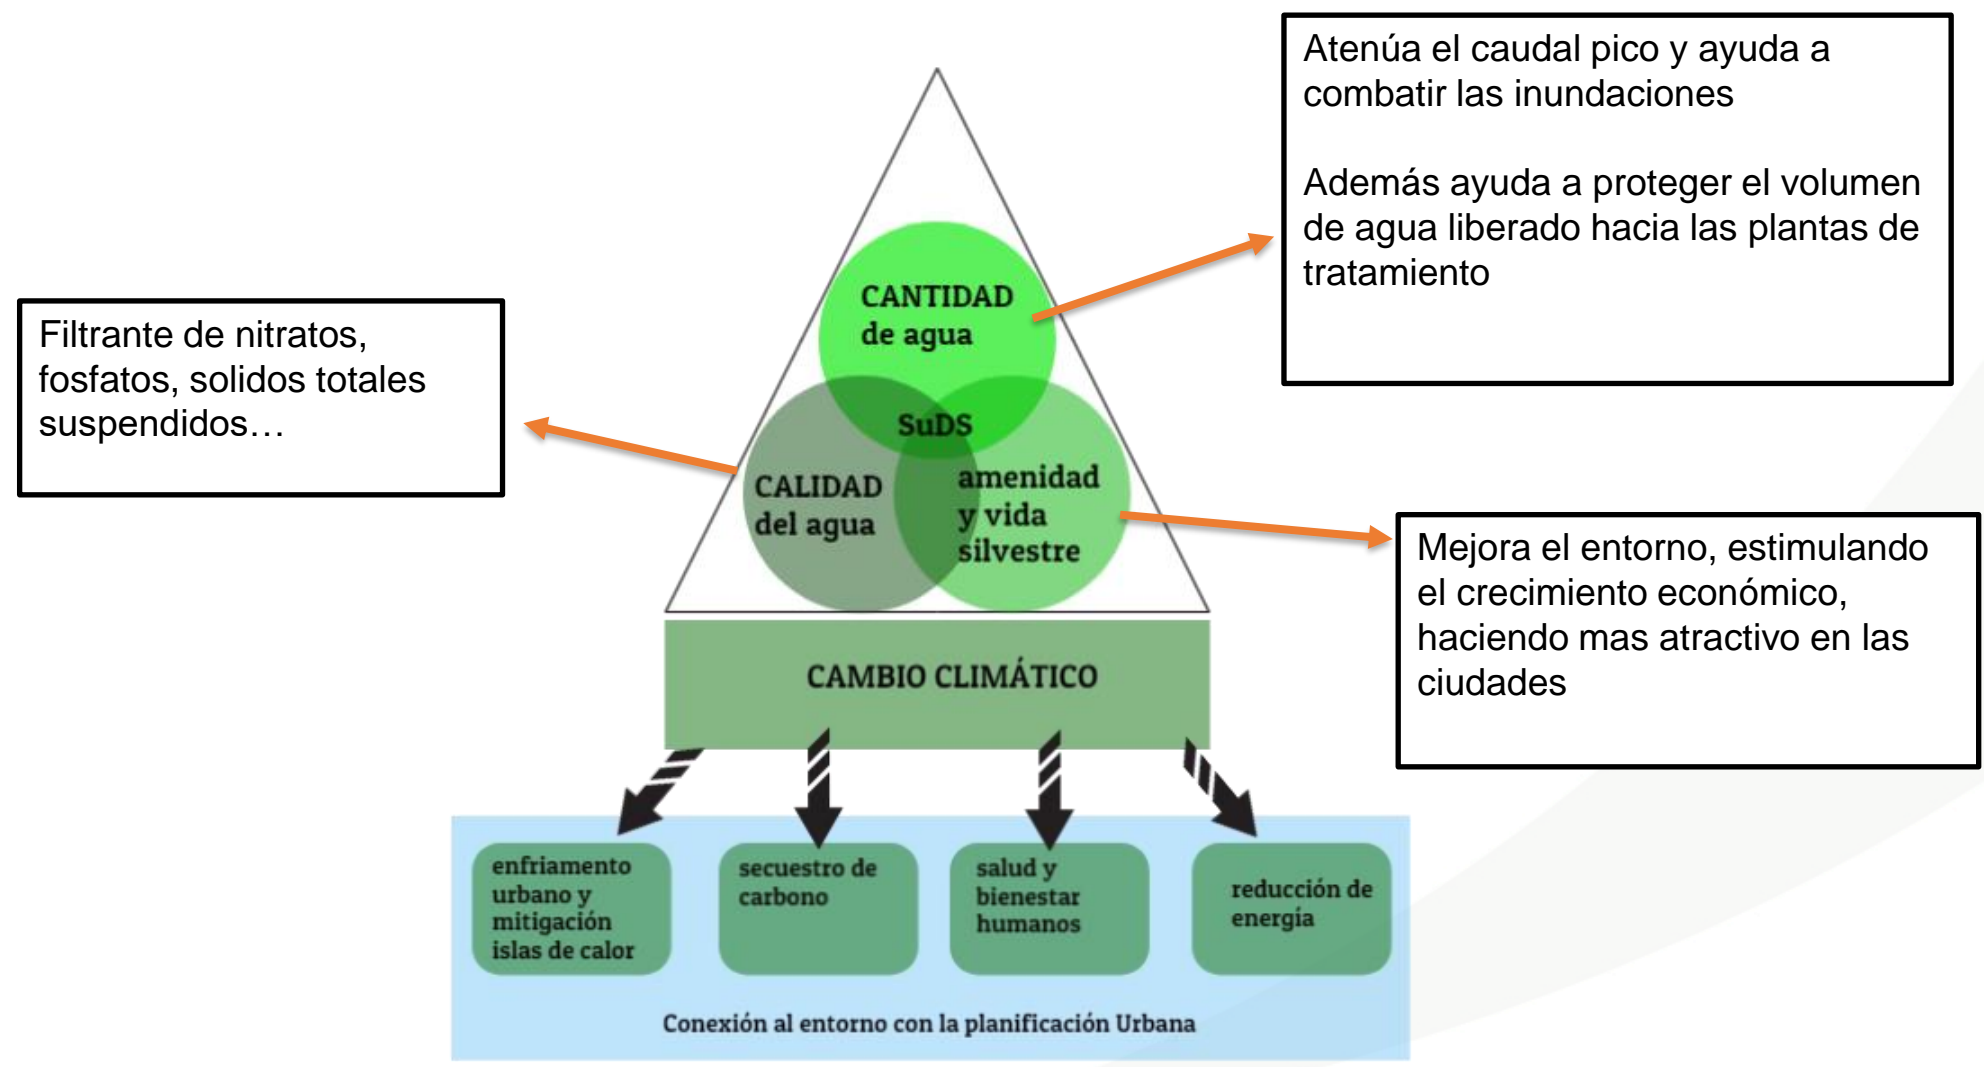 Atenúa el caudal pico y ayuda a
combatir las inundaciones
Además ayuda a proteger el volumen
de agua liberado hacia las plantas de
tratamiento
CANTIDAD
de agua
Filtrante de nitratos,
fosfatos, solidos totales
suspendidos…
SuDS
CALIDAD
del agua
amenidad
y vida
silvestre
Mejora el entorno, estimulando
el crecimiento económico,
haciendo mas atractivo en las
ciudades
CAMBIO CLIMÁTICO
enfriamento
urbano y
mitigación
islas de calor
secuestro de
carbono
salud y
bienestar
humanos
reducción de
energía
Conexión al entorno con la planificación Urbana